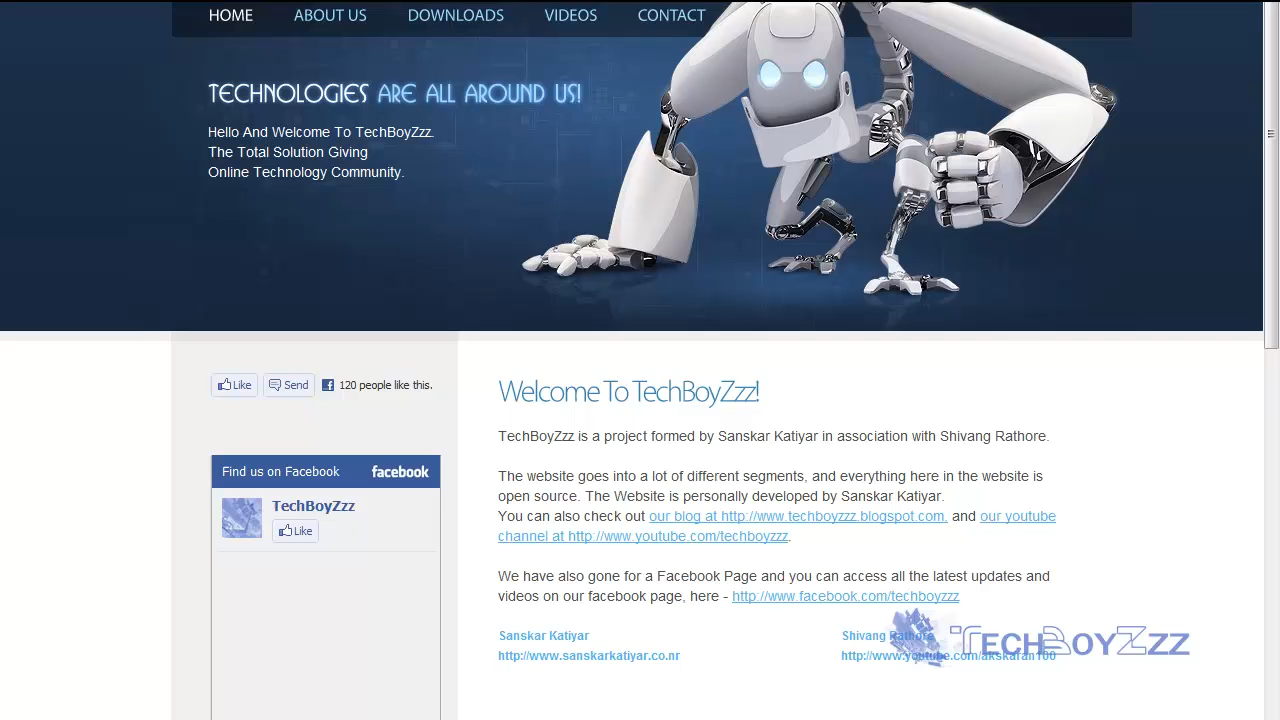 HOME ABOUT US DOWNLOADS VIDEOS CONTACT
TECHNOLOGIES ARE ALL AROUND US!
Hello And Welcome To TechBoyZzz.
The Total Solution Giving
Online Technology Community.
Like Send 120 people like this.
Find us on Facebook facebook
TechBoyZzz
Like
Welcome To TechBoyZzz!
TechBoyZzz is a project formed by Sanskar Katiyar in association with Shivang Rathore.
The website goes into a lot of different segments, and everything here in the website is
open source. The Website is personally developed by Sanskar Katiyar.
You can also check out our blog at http://www.techboyzzz.blogspot.com, and our youtube
channel at http://www.youtube.com/techboyzzz.
We have also gone for a Facebook Page and you can access all the latest updates and
videos on our facebook page, here - http://www.facebook.com/techboyzzz
Sanskar Katiyar Shivang Rathore
http://www.sanskarkatiyar.co.nr http://www.youtube.com/akskaran100
TechBoyZzz